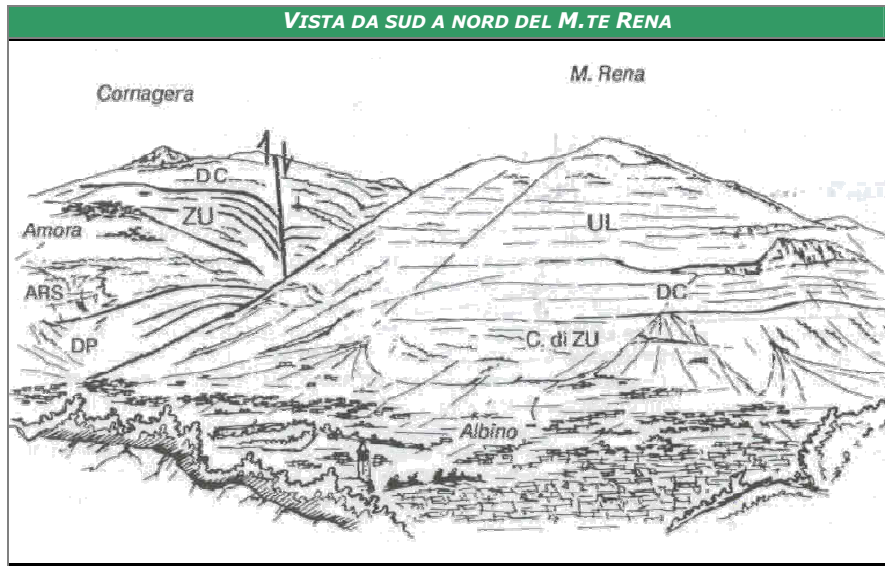 VISTA DA SUD A NORD DEL M.TE RENA
M. Rena
Cornagera
DC
ZU
UL
Amora
ARS
DC
DP
C. di ZU
Albino